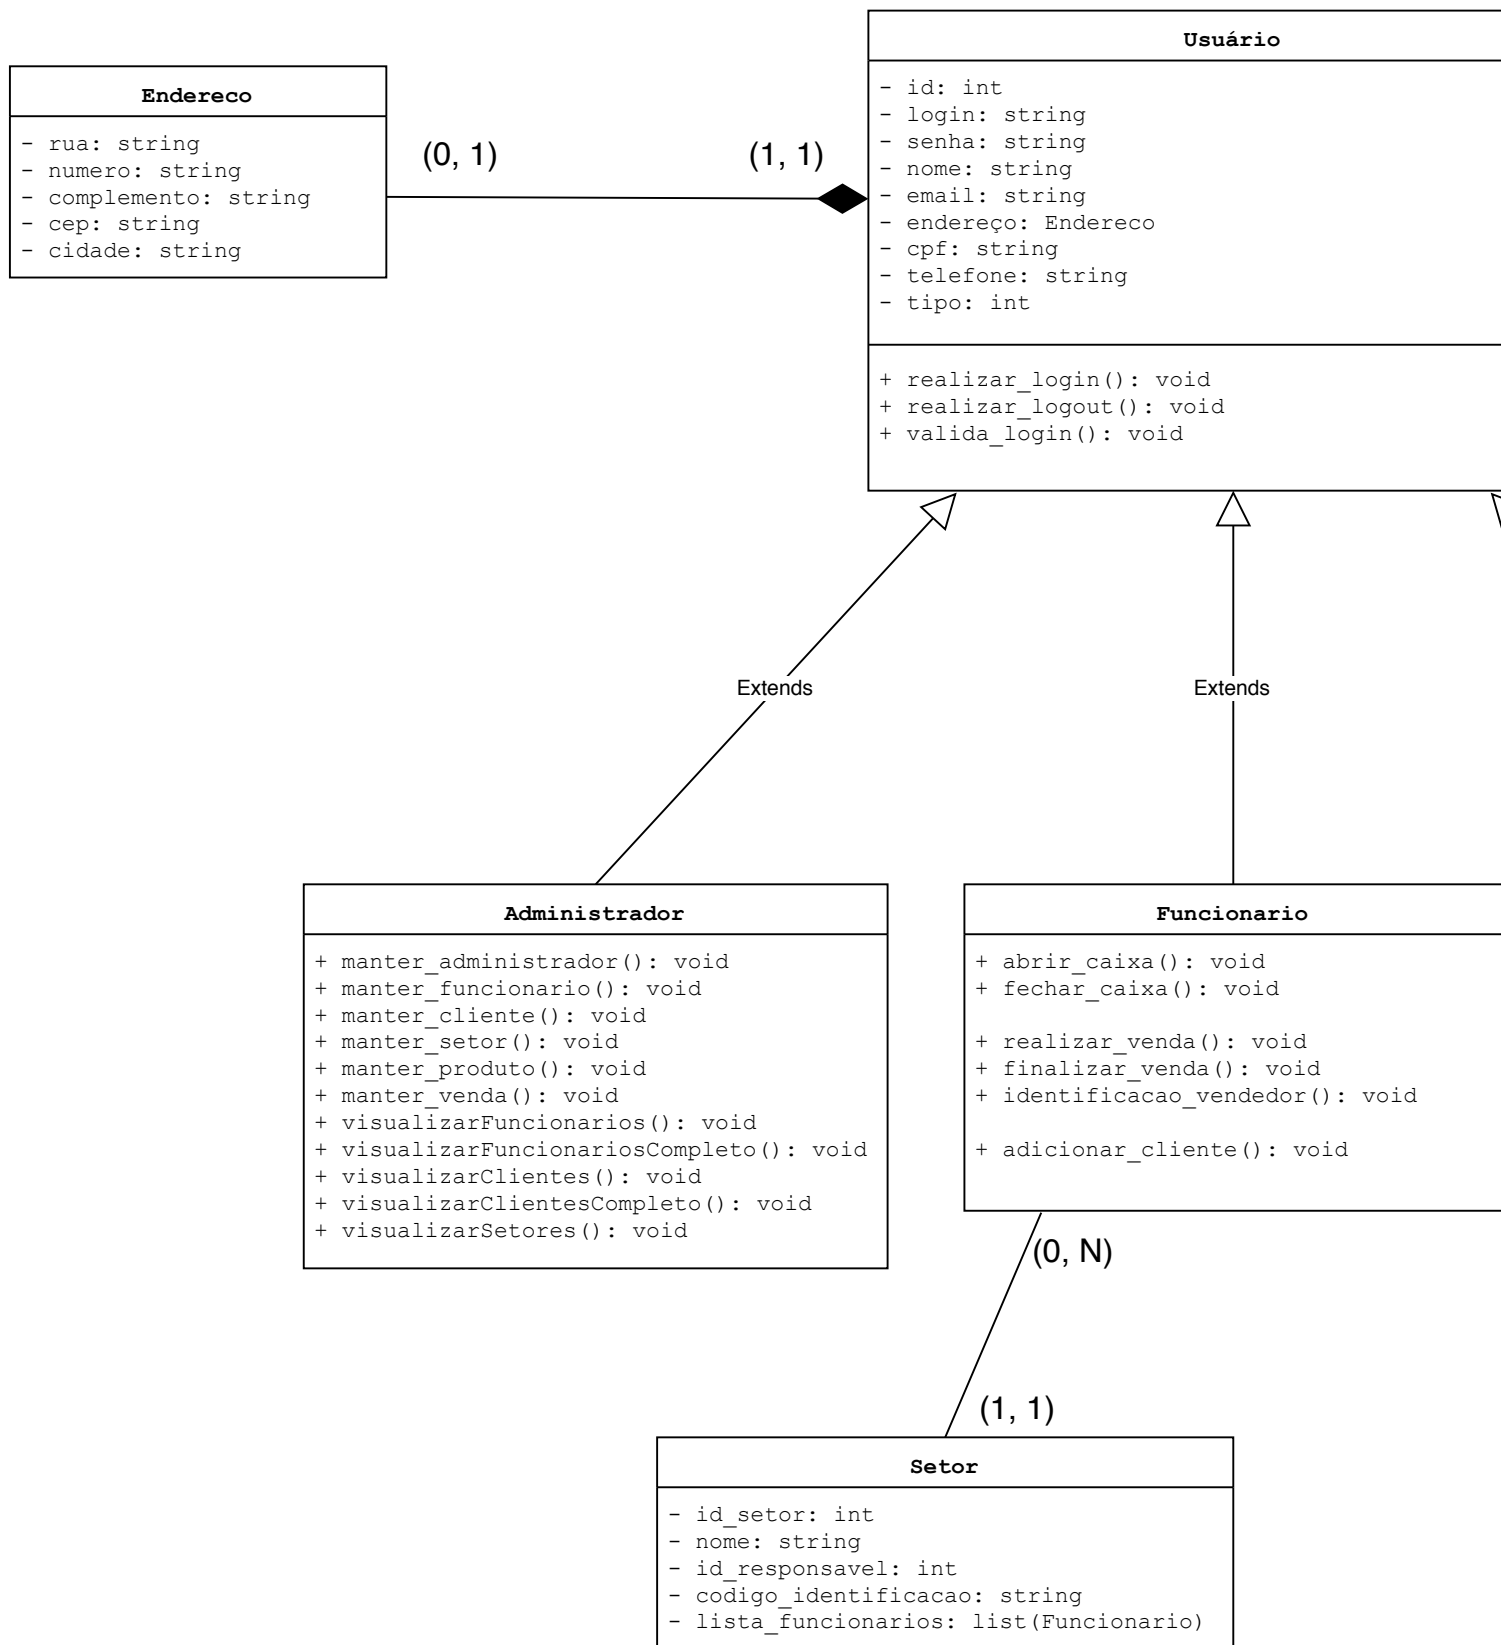 Usuário
- id: int
- login: string
- senha: string
- nome: string
- email: string
- endereço: Endereco
- cpf: string
- telefone: string
- tipo: int
+ realizar_login(): void
+ realizar_logout(): void
+ valida_login(): void
Endereco
- rua: string
- numero: string
- complemento: string
- cep: string
- cidade: string
(0, 1)
(1, 1)
Extends
Extends
Administrador
+ manter_administrador(): void
+ manter_funcionario(): void
+ manter_cliente(): void
+ manter_setor(): void
+ manter_produto(): void
+ manter_venda(): void
+ visualizarFuncionarios(): void
+ visualizarFuncionariosCompleto(): void
+ visualizarClientes(): void
+ visualizarClientesCompleto(): void
+ visualizarSetores(): void
Funcionario
+ abrir_caixa(): void
+ fechar_caixa(): void
+ realizar_venda(): void
+ finalizar_venda(): void
+ identificacao_vendedor(): void
+ adicionar_cliente(): void
(0, N)
(1, 1)
Setor
- id_setor: int
- nome: string
- id_responsavel: int
- codigo_identificacao: string
- lista_funcionarios: list(Funcionario)